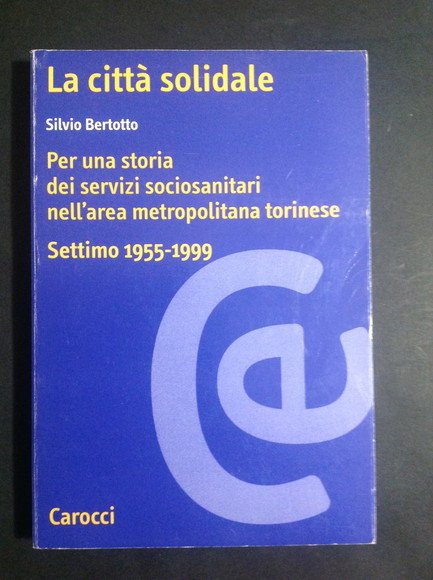 La città solidale
Silvio Bertotto
Per una storia
dei servizi sociosanitari
nell'area metropolitana torinese
Settimo 1955-1999
Ce
Carocci